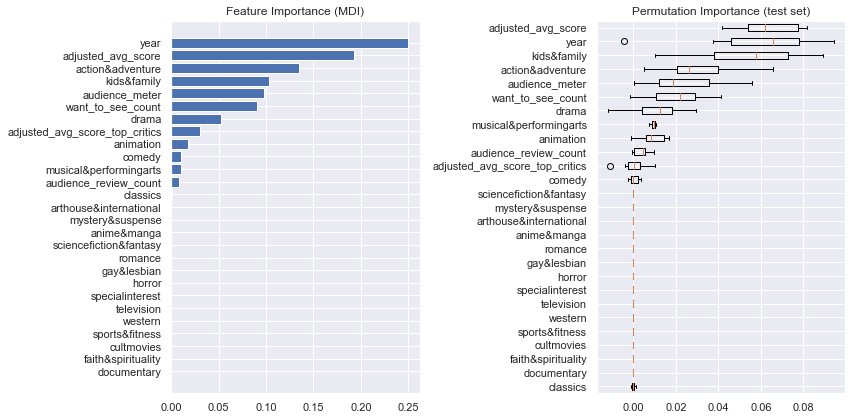 Feature Importance (MDI)
year
adjusted_avg_score
action&adventure
kids&family
audience_meter
want_to_see_count
drama
adjusted_avg_score_top_critics
animation
comedy
musical&performingarts
audience_review_count
classics
arthouse&international
mystery&suspense
anime&manga
sciencefiction&fantasy
romance
gay&lesbian
horror
specialinterest
television
western
sports&fitness
cultmovies
faith&spirituality
documentary
0.00 0.05 0.10 0.15 0.20 0.25
Permutation Importance (test set)
adjusted_avg_score
year
kids&family
action&adventure
audience_meter
want_to_see_count
drama
musical&performingarts
animation
audience_review_count
adjusted_avg_score_top_critics
comedy
sciencefiction&fantasy
mystery&suspense
arthouse&international
anime&manga
romance
gay&lesbian
horror
specialinterest
television
western
sports&fitness
cultmovies
faith&spirituality
documentary
classics
0.00 0.02 0.04 0.06 0.08